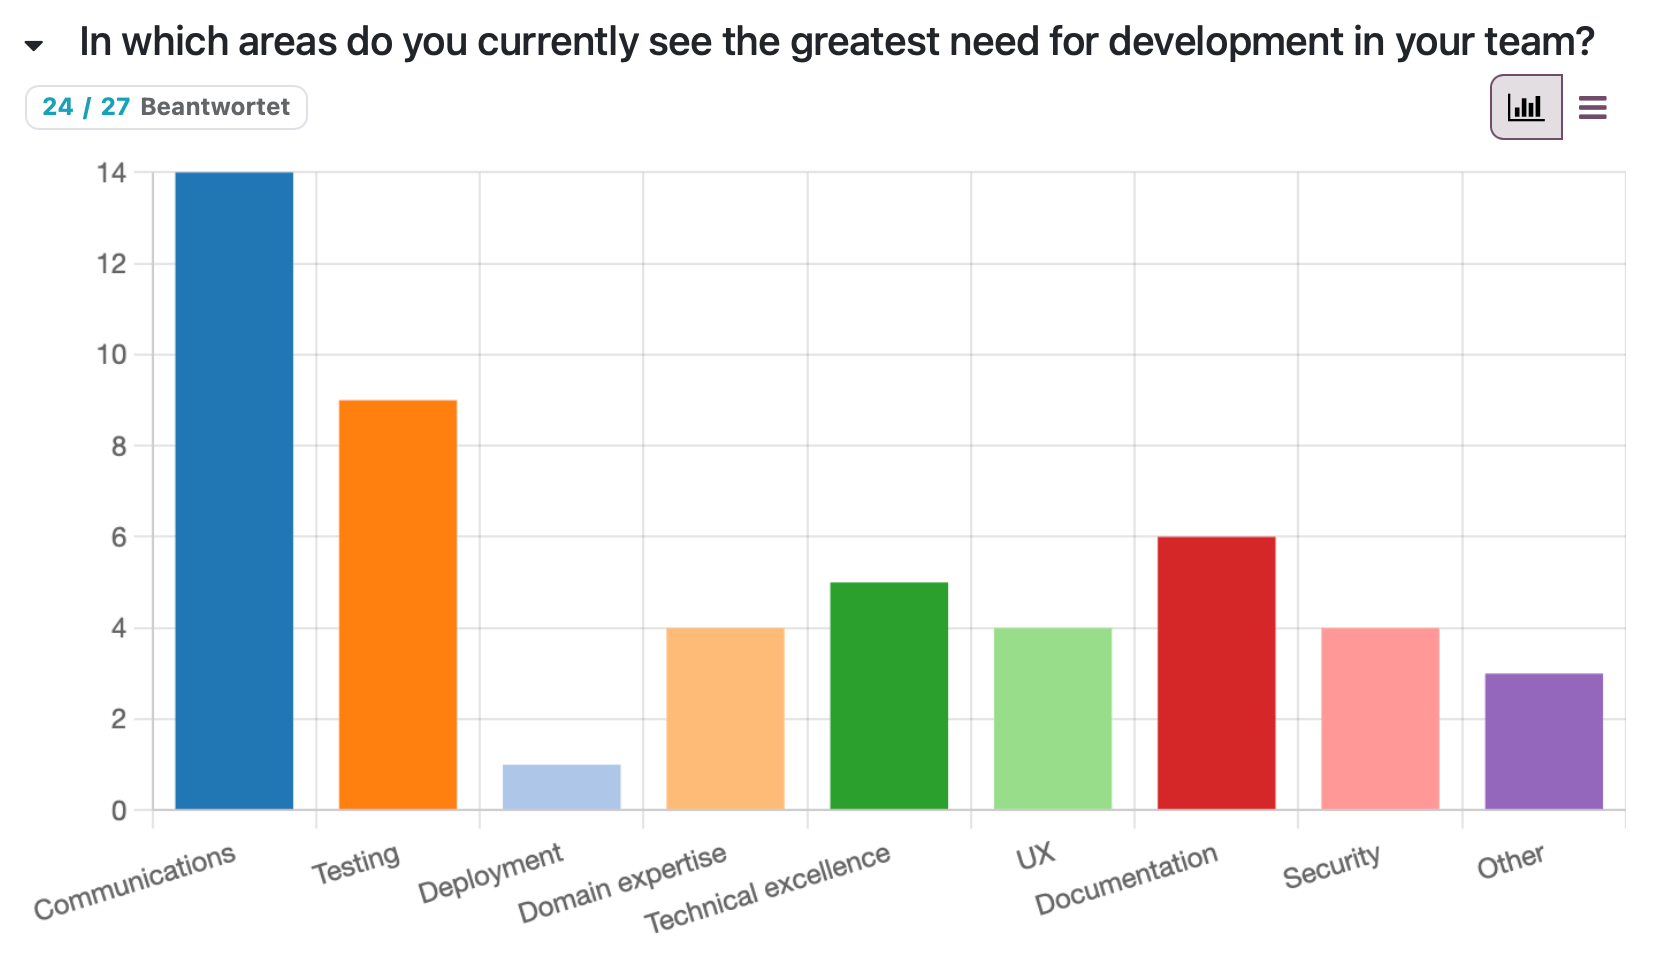 In which areas do you currently see the greatest need for development in your team?
24 / 27 Beantwortet
14
12
10
8
6
4
2
0
Communications
Testing
Deployment
Domain expertise
Technical excellence
UX
Documentation
Security
Other